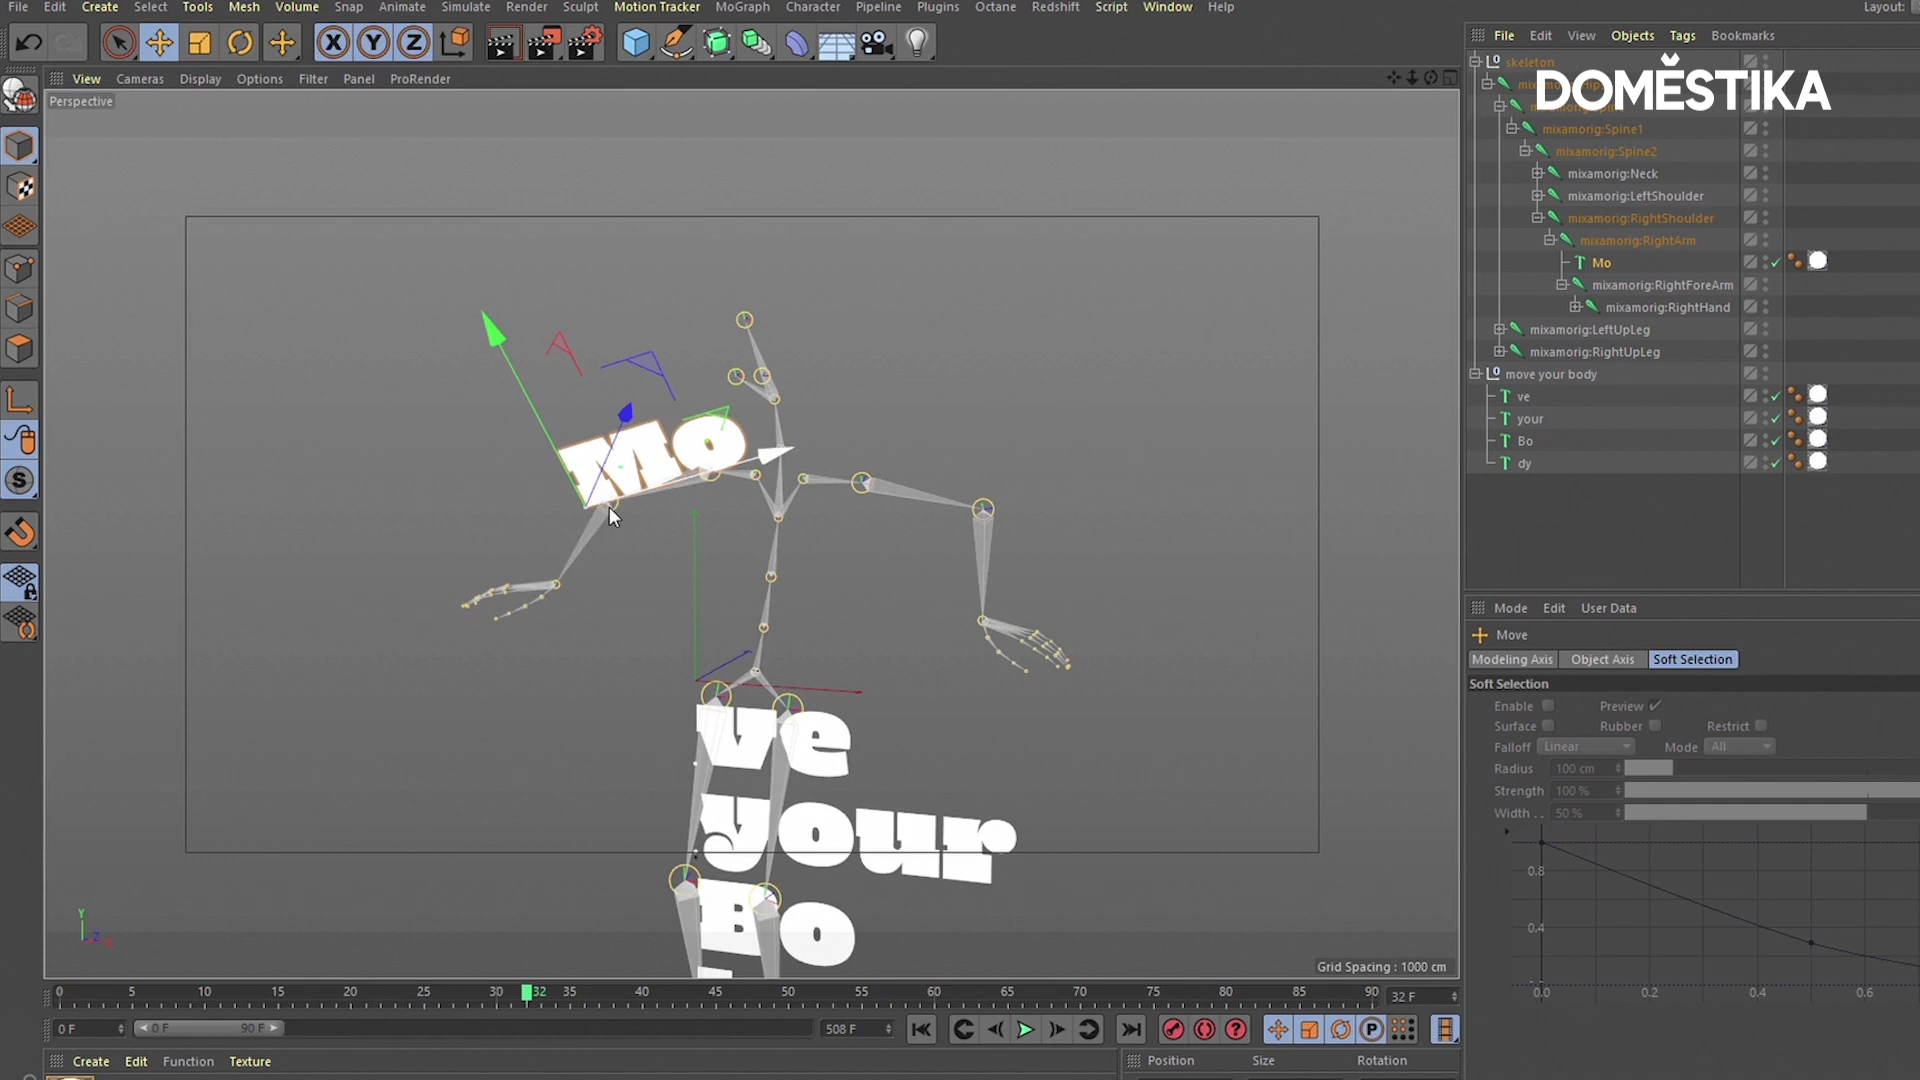 File Edit Create Select Tools Mesh Volume Snap Animate Simulate Render Sculpt Motion Tracker MoGraph Character Pipeline Plugins Octane Redshift Script Window Help Layout:
X Y Z
File Edit View Objects Tags Bookmarks
DOMĔSTIKA
View Cameras Display Options Filter Panel ProRender
Perspective
skeleton
mixamorig:Spine1
mixamorig:Spine2
mixamorig:Neck
mixamorig:LeftShoulder
mixamorig:RightShoulder
mixamorig:RightArm
Mo
mixamorig:RightForeArm
mixamorig:RightHand
mixamorig:LeftUpLeg
mixamorig:RightUpLeg
move your body
ve
your
Bo
dy
Mo
ve
your
Bo
Y
Z
Grid Spacing : 1000 cm
Mode Edit User Data
Move
Modeling Axis Object Axis Soft Selection
Soft Selection
Enable Preview
Surface Rubber Restrict
Falloff Linear Mode All
Radius 100 cm
Strength 100 %
Width . . 50 %
0.8
0.4
0.0 0.2 0.4 0.6
0 5 10 15 20 25 30 32 35 40 45 50 55 60 65 70 75 80 85 90 32 F
0 F 0 F 90 F 508 F
Create Edit Function Texture
Position Size Rotation